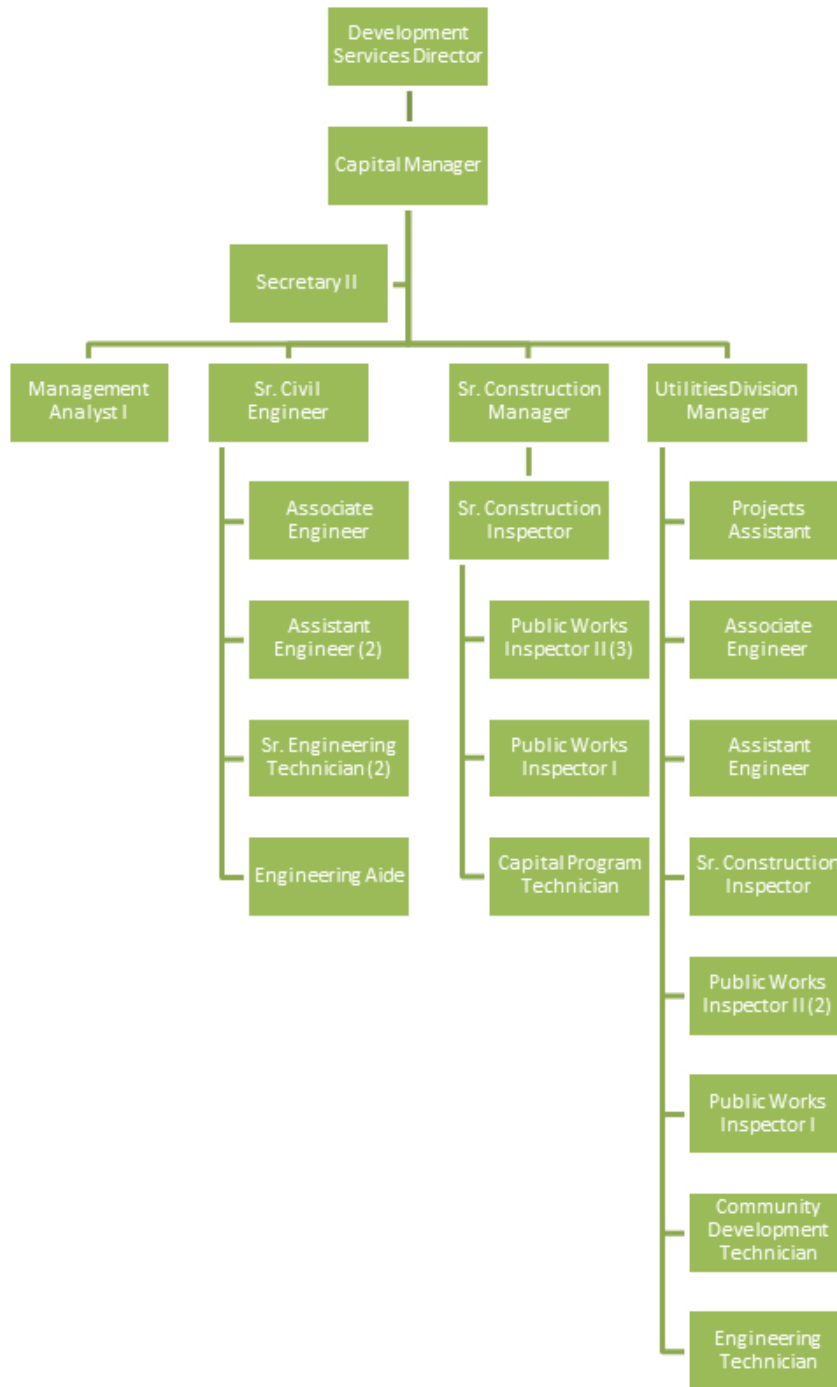 Development
Services Director
Capital Manager
Secretary II
Management
Analyst I
Sr. Civil
Engineer
Sr. Construction
Manager
Utilities Division
Manager
Associate
Engineer
Assistant
Engineer (2)
Sr. Engineering
Technician (2)
Engineering Aide
Sr. Construction
Inspector
Public Works
Inspector II (3)
Public Works
Inspector I
Capital Program
Technician
Projects
Assistant
Associate
Engineer
Assistant
Engineer
Sr. Construction
Inspector
Public Works
Inspector II (2)
Public Works
Inspector I
Community
Development
Technician
Engineering
Technician